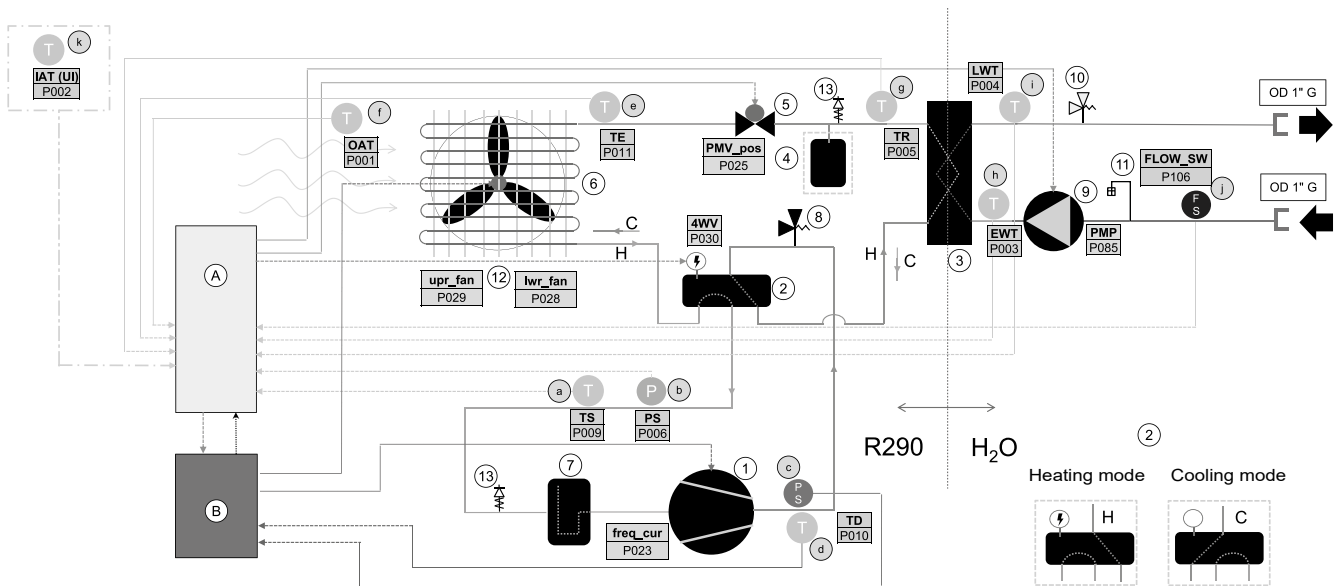 T
k
IAT (UI)
P002
T
f
OAT
P001
T
e
TE
P011
5
PMV_pos
P025
13
4
T
g
TR
P005
LWT
P004
T
i
10
OD 1" G
11
FLOW_SW
P106
h
T
EWT
P003
9
PMP
P085
j
F
S
OD 1" G
3
6
C
H
4WV
P030
8
H
C
2
A
12
upr_fan
P029
lwr_fan
P028
a
T
TS
P009
P
b
PS
P006
R290
H2O
2
Heating mode
Cooling mode
H
C
B
13
7
1
freq_cur
P023
c
P
S
T
d
TD
P010